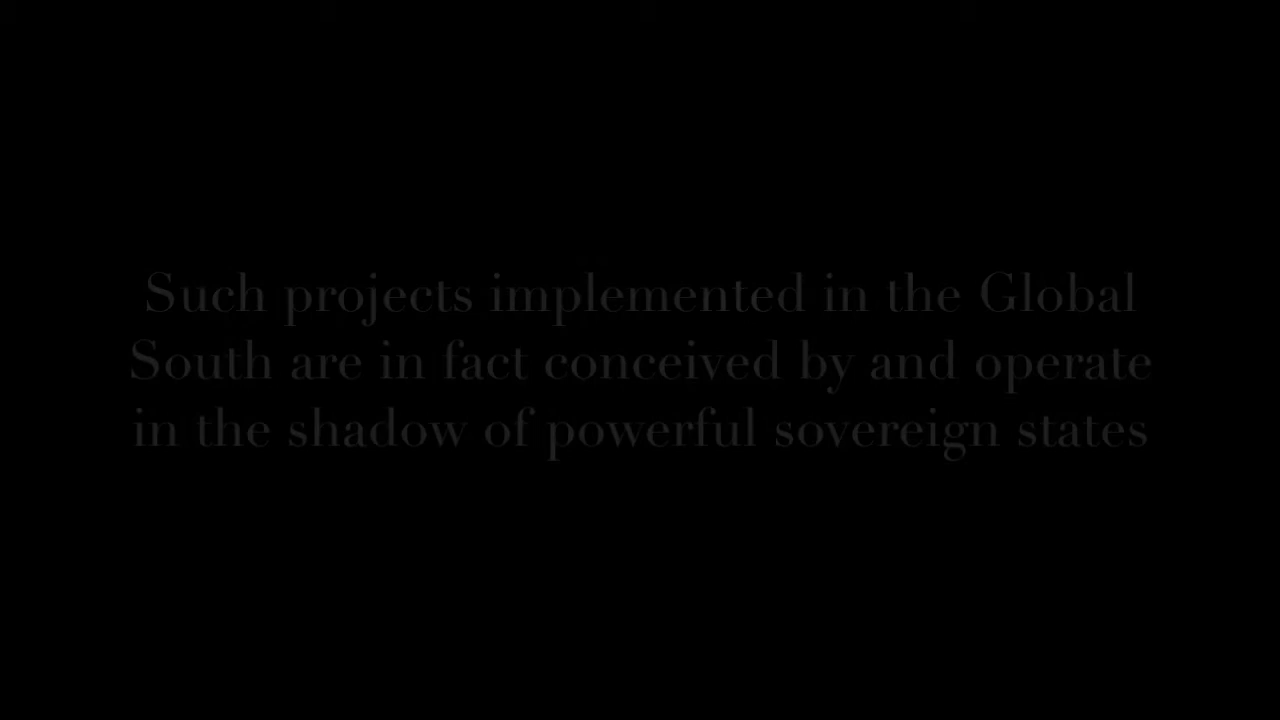 Such projects implemented in the Global
South are in fact conceived by and operate
in the shadow of powerful sovereign states